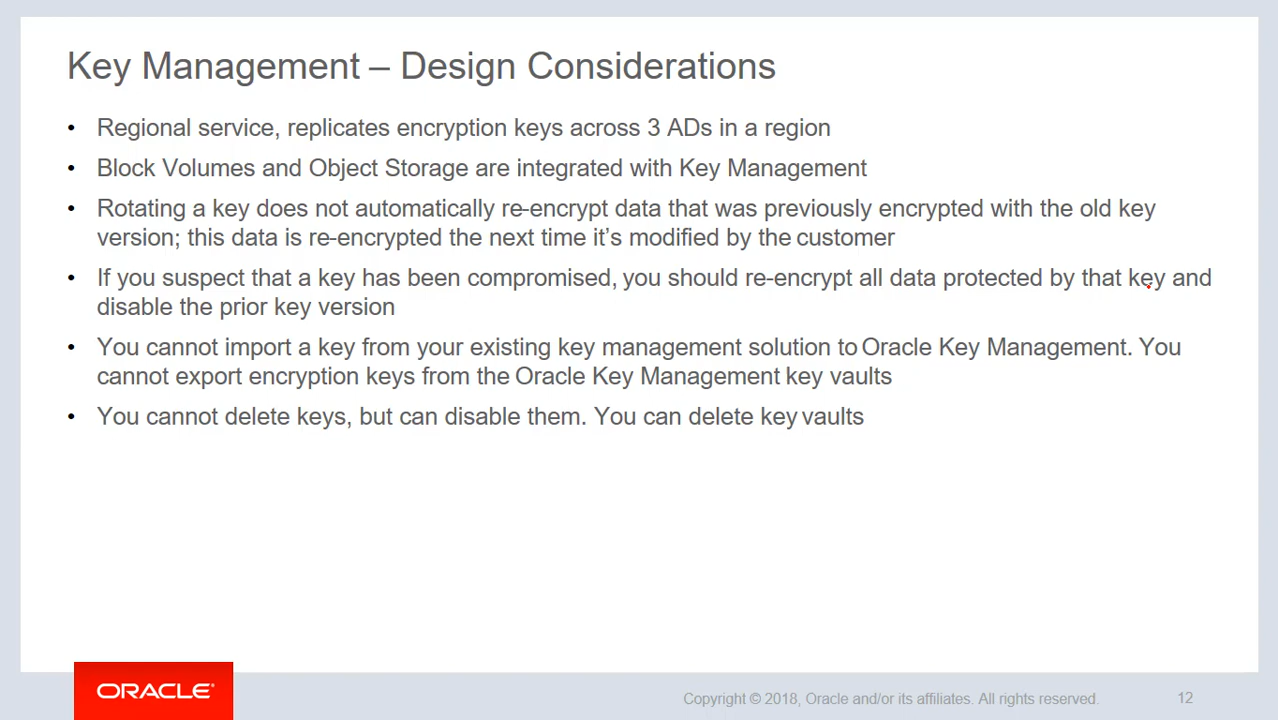 Key Management – Design Considerations
• Regional service, replicates encryption keys across 3 ADs in a region
• Block Volumes and Object Storage are integrated with Key Management
• Rotating a key does not automatically re-encrypt data that was previously encrypted with the old key
version; this data is re-encrypted the next time it’s modified by the customer
• If you suspect that a key has been compromised, you should re-encrypt all data protected by that key and
disable the prior key version
• You cannot import a key from your existing key management solution to Oracle Key Management. You
cannot export encryption keys from the Oracle Key Management key vaults
• You cannot delete keys, but can disable them. You can delete key vaults
ORACLE®
Copyright © 2018, Oracle and/or its affiliates. All rights reserved.
12